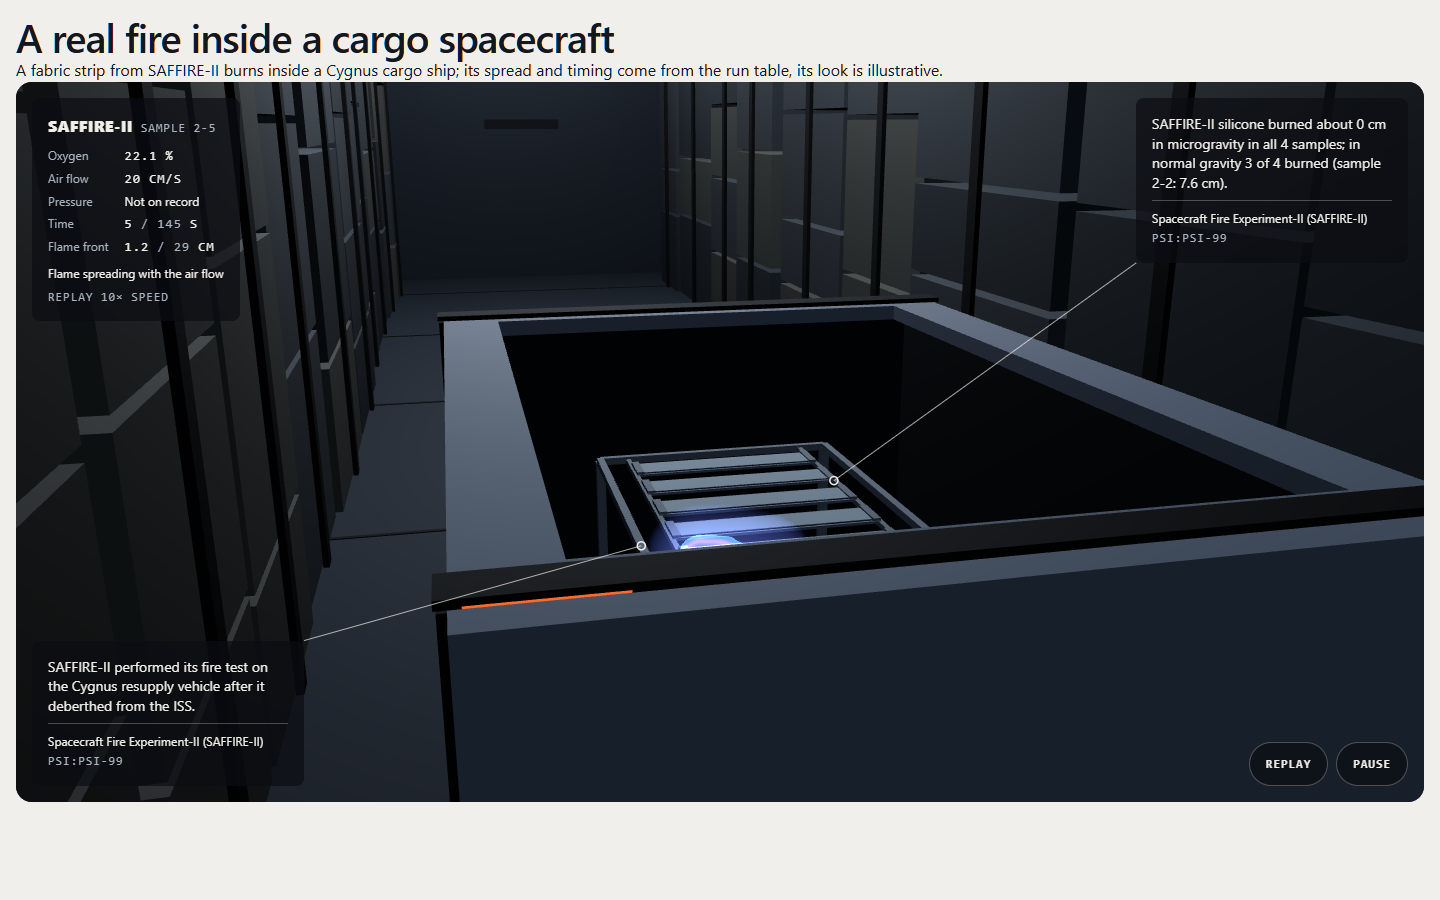 A real fire inside a cargo spacecraft
A fabric strip from SAFFIRE-II burns inside a Cygnus cargo ship; its spread and timing come from the run table, its look is illustrative.
SAFFIRE-II SAMPLE 2-5
Oxygen 22.1 %
Air flow 20 CM/S
Pressure Not on record
Time 5 / 145 S
Flame front 1.2 / 29 CM
Flame spreading with the air flow
REPLAY 10× SPEED
SAFFIRE-II silicone burned about 0 cm
in microgravity in all 4 samples; in
normal gravity 3 of 4 burned (sample
2-2: 7.6 cm).
Spacecraft Fire Experiment-II (SAFFIRE-II)
PSI:PSI-99
SAFFIRE-II performed its fire test on
the Cygnus resupply vehicle after it
deberthed from the ISS.
Spacecraft Fire Experiment-II (SAFFIRE-II)
PSI:PSI-99
REPLAY PAUSE